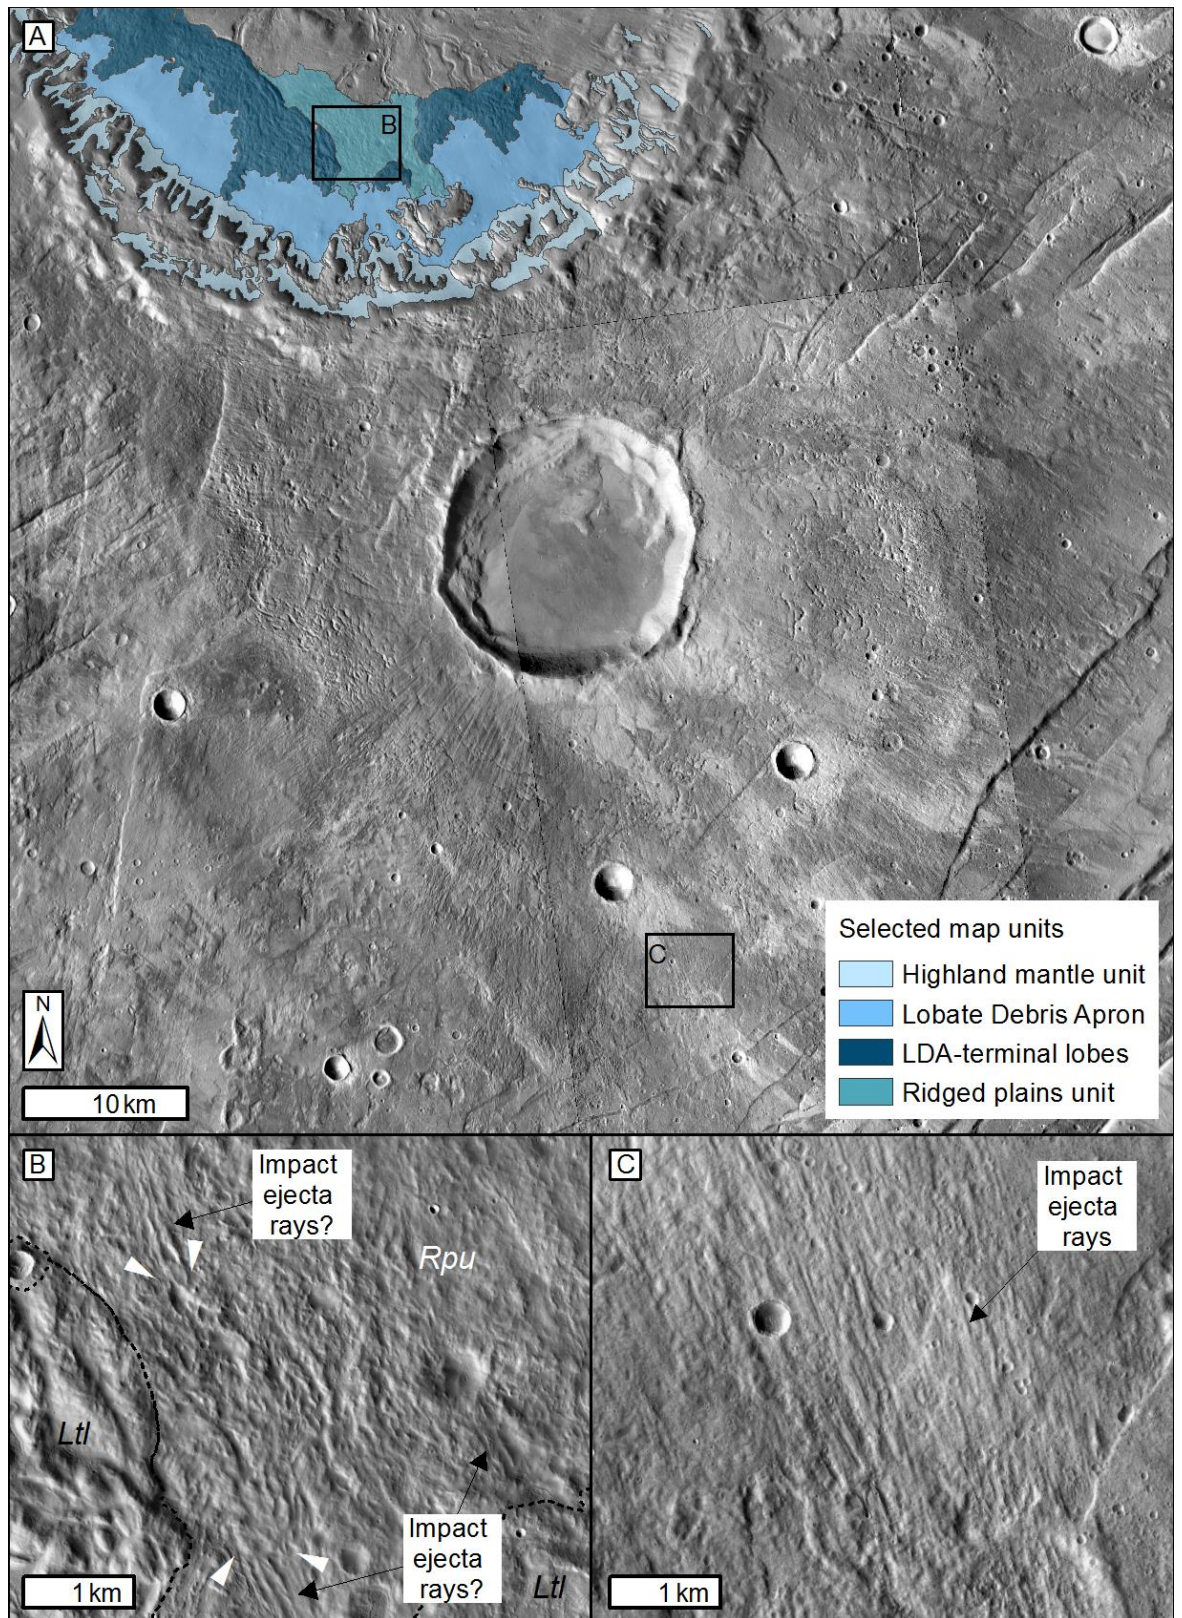 A
B
C
N
10 km
Selected map units
Highland mantle unit
Lobate Debris Apron
LDA-terminal lobes
Ridged plains unit
B
Impact
ejecta
rays?
Rpu
Ltl
Impact
ejecta
rays?
Ltl
1 km
C
Impact
ejecta
rays
1 km